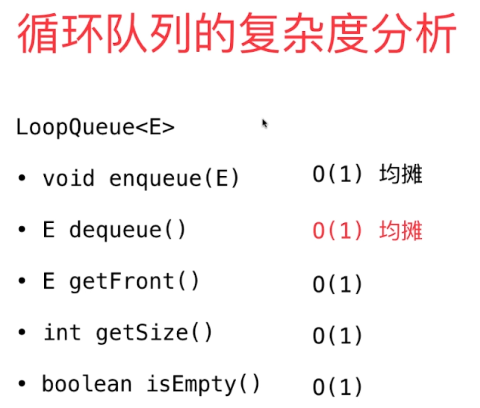 循环队列的复杂度分析
LoopQueue<E>
• void enqueue(E) O(1) 均摊
• E dequeue() O(1) 均摊
• E getFront() O(1)
• int getSize() O(1)
• boolean isEmpty() O(1)